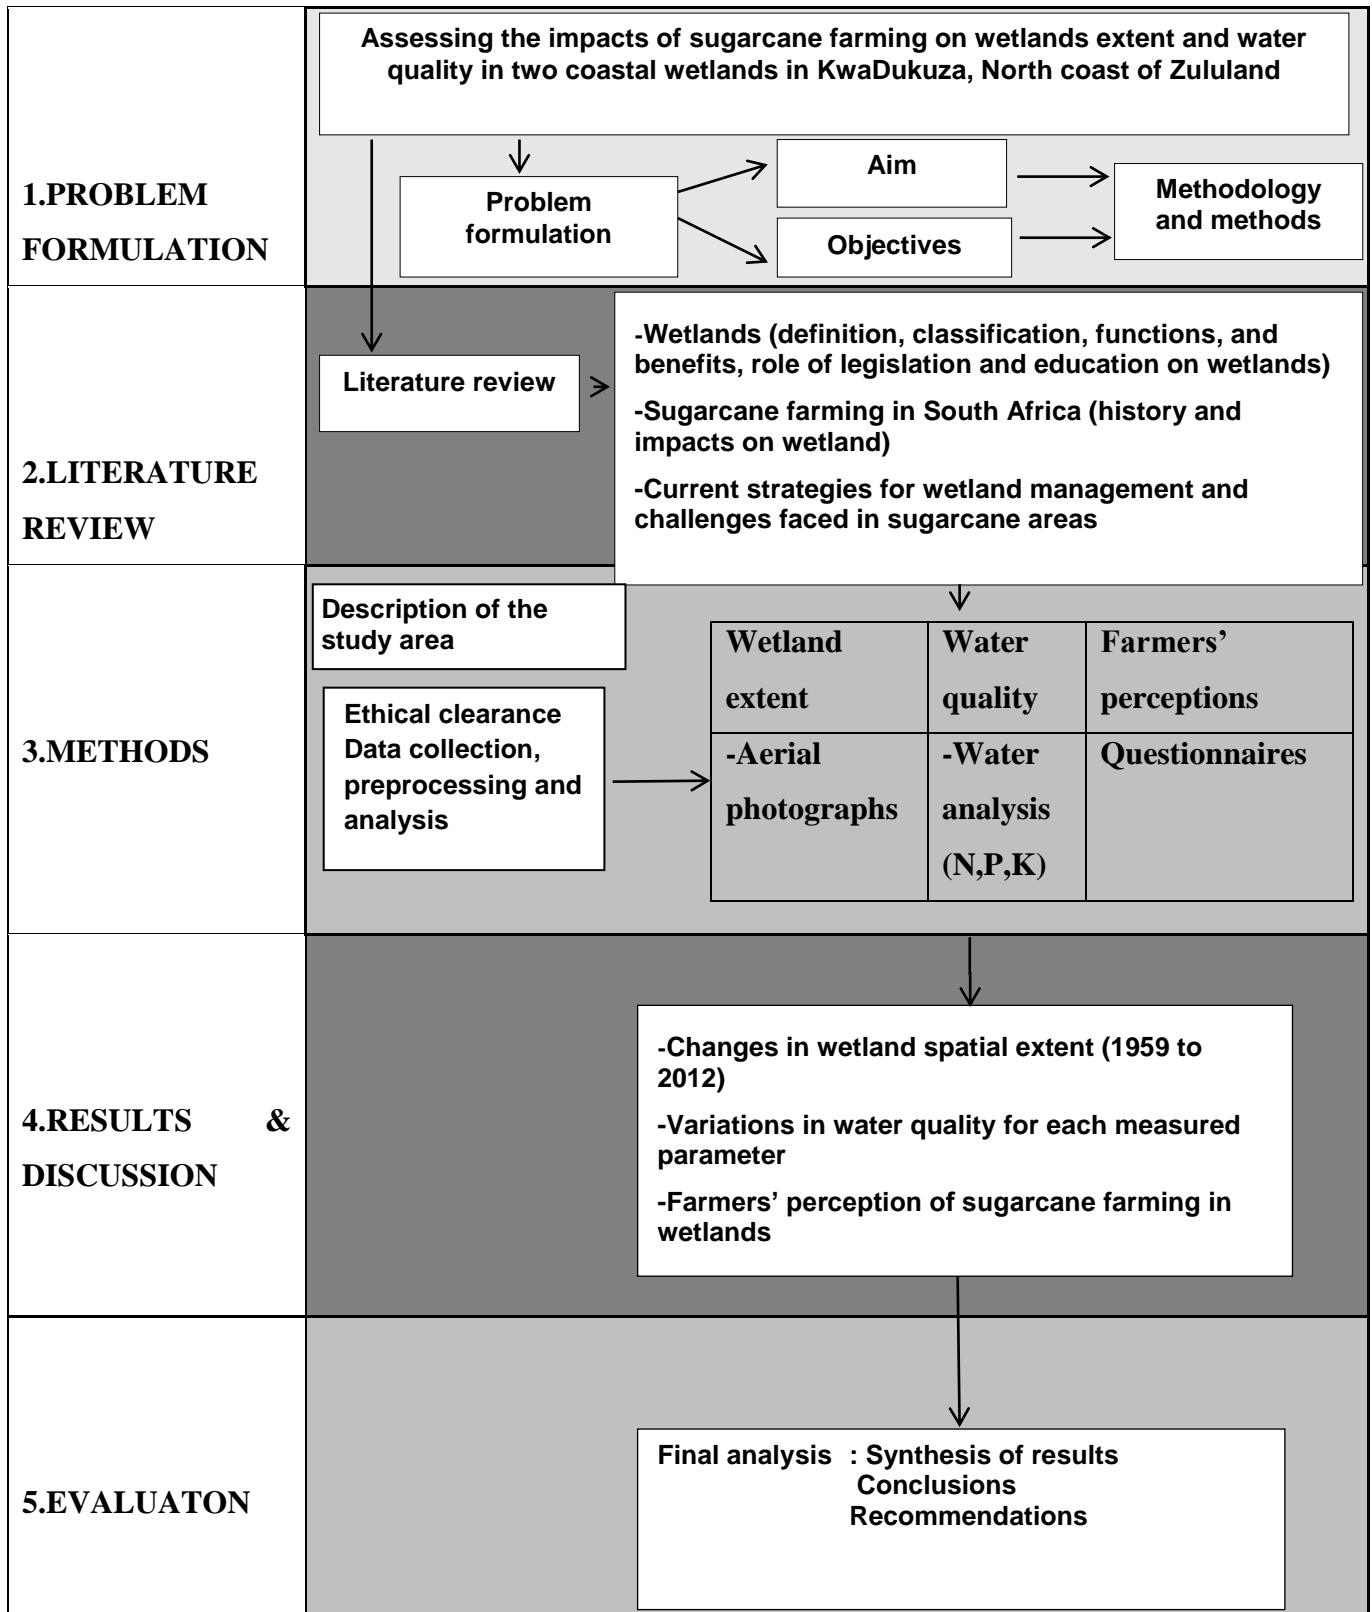 Assessing the impacts of sugarcane farming on wetlands extent and water
quality in two coastal wetlands in KwaDukuza, North coast of Zululand
1.PROBLEM
FORMULATION
Problem
formulation
Aim
Objectives
Methodology
and methods
2.LITERATURE
REVIEW
Literature review
-Wetlands (definition, classification, functions, and
benefits, role of legislation and education on wetlands)
-Sugarcane farming in South Africa (history and
impacts on wetland)
-Current strategies for wetland management and
challenges faced in sugarcane areas
3.METHODS
Description of the
study area
Ethical clearance
Data collection,
preprocessing and
analysis
Wetland
extent
Water
quality
Farmers’
perceptions
-Aerial
photographs
-Water
analysis
(N,P,K)
Questionnaires
4.RESULTS &
DISCUSSION
-Changes in wetland spatial extent (1959 to
2012)
-Variations in water quality for each measured
parameter
-Farmers’ perception of sugarcane farming in
wetlands
5.EVALUATON
Final analysis : Synthesis of results
Conclusions
Recommendations